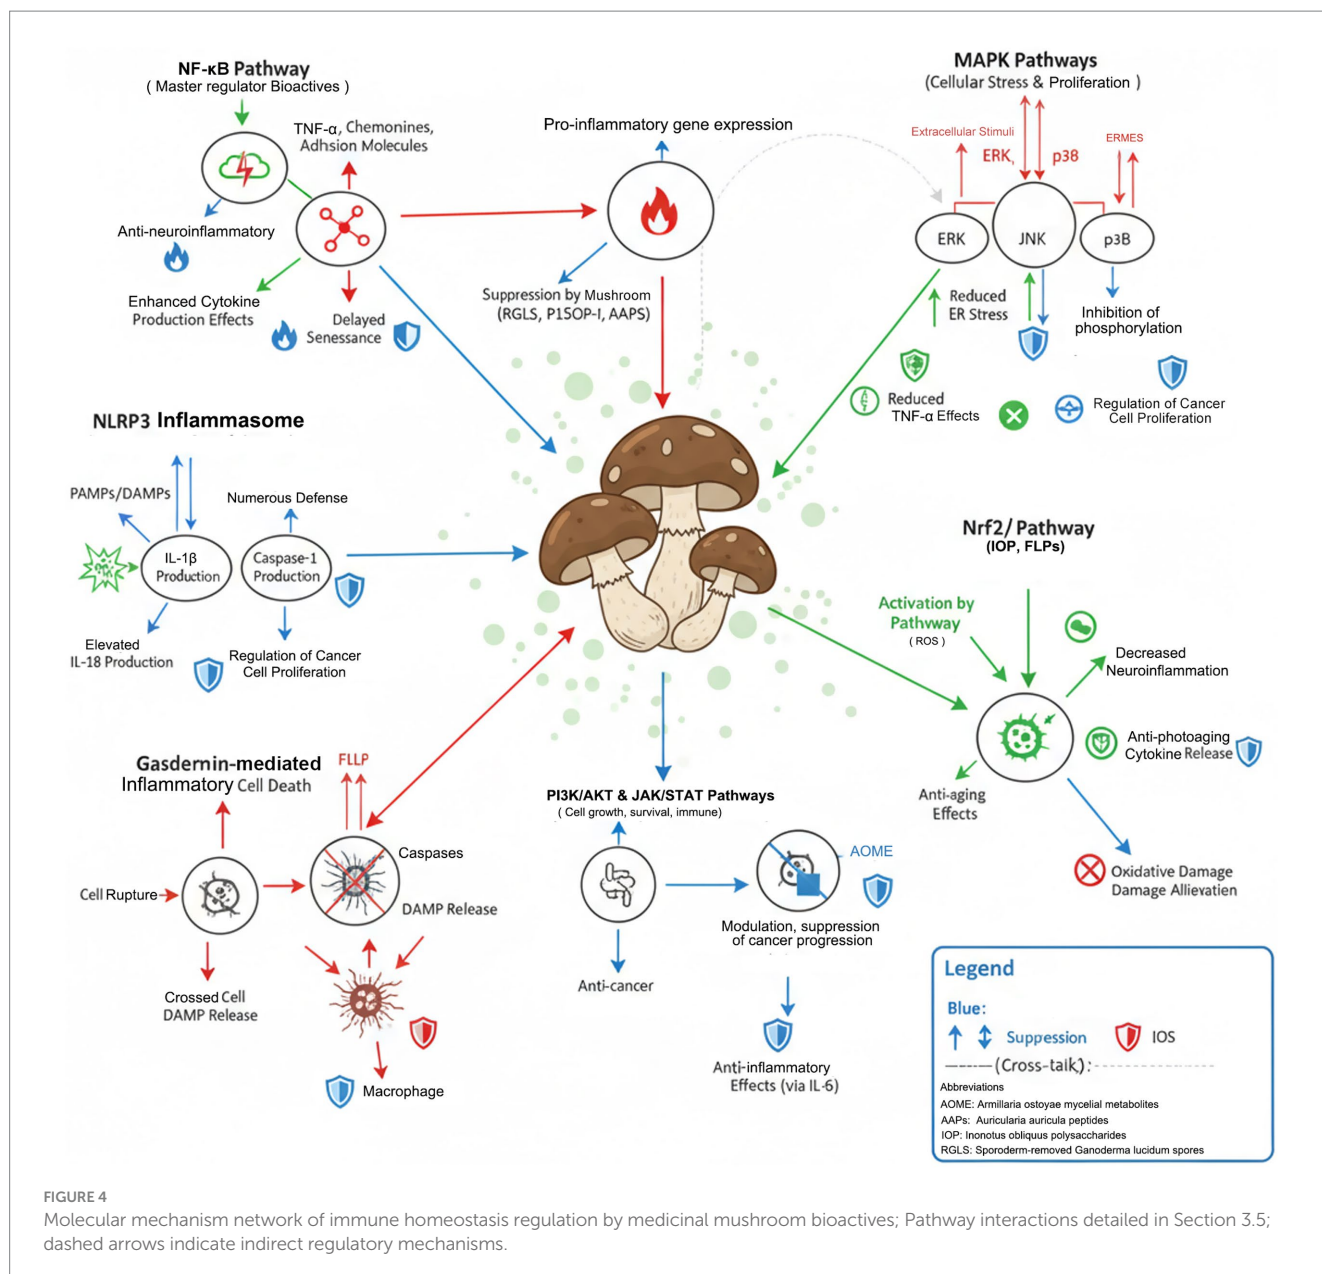 NF-κB Pathway
( Master regulator Bioactives )
TNF-α, Chemonines,
Adhsion Molecules
Anti-neuroinflammatory
Enhanced Cytokine
Production Effects
Delayed
Senessance
Pro-inflammatory gene expression
Suppression by Mushroom
(RGLS, P1SOP-I, AAPS)
MAPK Pathways
(Cellular Stress & Proliferation )
Extracellular Stimuli
ERK,
p38
ERMES
ERK
JNK
p3B
Reduced
ER Stress
Inhibition of
phosphorylation
Reduced
TNF-α Effects
Regulation of Cancer
Cell Proliferation
NLRP3 Inflammasome
PAMPs/DAMPs
Numerous Defense
IL-1β
Production
Caspase-1
Production
Elevated
IL-18 Production
Regulation of Cancer
Cell Proliferation
Nrf2/ Pathway
(IOP, FLPs)
Activation by
Pathvway
( ROS )
Decreased
Neuroinflammation
Anti-photoaging
Cytokine Release
Anti-aging
Effects
Oxidative Damage
Damage Allievatien
Gasdernin-mediated
Inflammatory Cell Death
FLLP
Cell Rupture
Caspases
DAMP Release
Crossed Cell
DAMP Release
Macrophage
PI3K/AKT & JAK/STAT Pathways
( Cell growth, survival, immune)
AOME
Modulation, suppression
of cancer progression
Anti-cancer
Anti-inflammatory
Effects (via IL-6)
Legend
Blue:
Suppression
IOS
(Cross-talk):
Abbreviations
AOME: Armillaria ostoyae mycelial metabolites
AAPs: Auricularia auricula peptides
IOP: Inonotus obliquus polysaccharides
RGLS: Sporoderm-removed Ganoderma lucidum spores
FIGURE 4
Molecular mechanism network of immune homeostasis regulation by medicinal mushroom bioactives; Pathway interactions detailed in Section 3.5;
dashed arrows indicate indirect regulatory mechanisms.